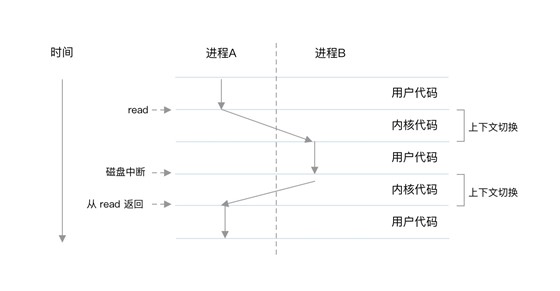 时间
进程A
进程B
用户代码
read
内核代码
上下文切换
用户代码
磁盘中断
内核代码
上下文切换
从 read 返回
用户代码